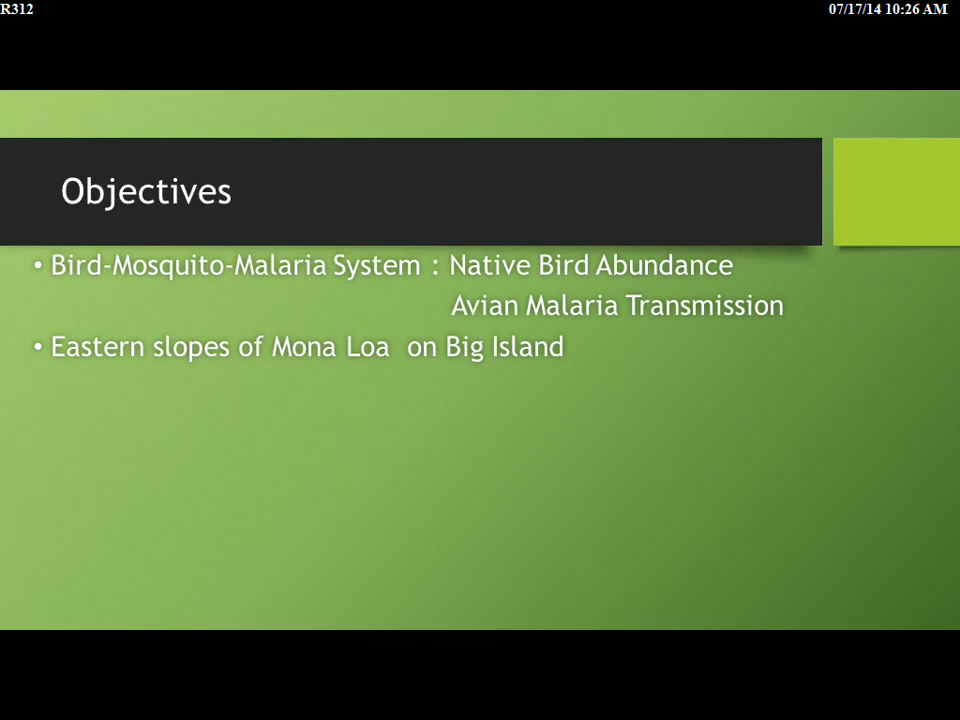 R312
07/17/14 10:26 AM
Objectives
• Bird-Mosquito-Malaria System : Native Bird Abundance
Avian Malaria Transmission
• Eastern slopes of Mona Loa on Big Island